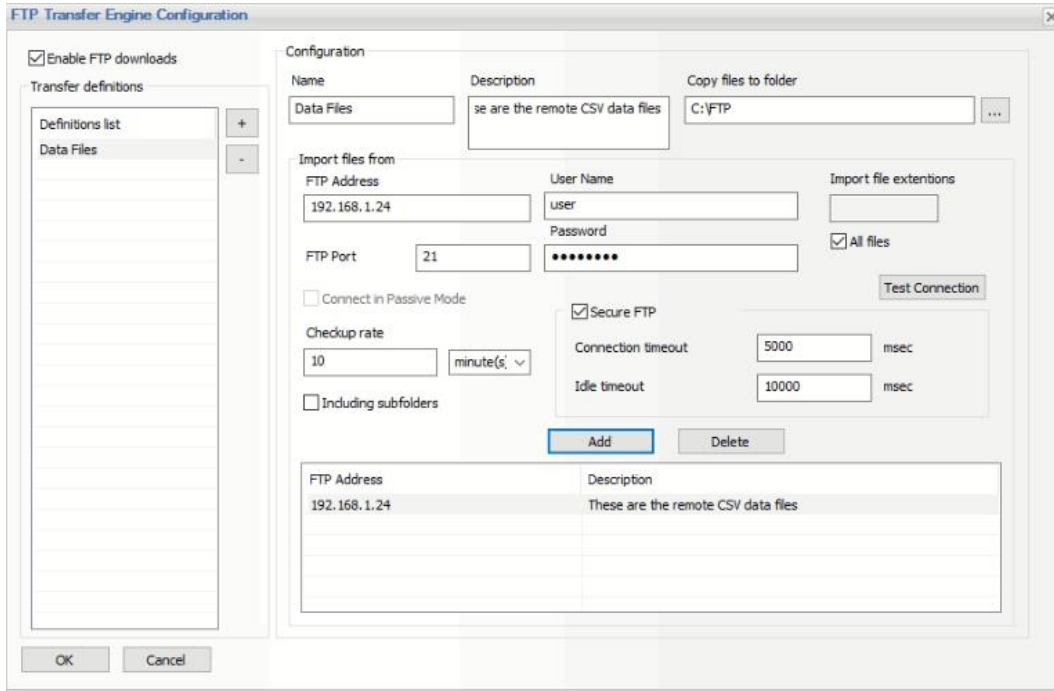 FTP Transfer Engine Configuration
Enable FTP downloads
Transfer definitions
Definitions list
Data Files
+
-
Configuration
Name
Description
Copy files to folder
Data Files
se are the remote CSV data files
C:\FTP
...
Import files from
FTP Address
User Name
Import file extentions
192.168.1.24
user
Password
All files
FTP Port
21
••••••••
Test Connection
Connect in Passive Mode
Secure FTP
Checkup rate
Connection timeout
5000
msec
10
minute(s)
Idle timeout
10000
msec
Including subfolders
Add
Delete
FTP Address
Description
192.168.1.24
These are the remote CSV data files
OK
Cancel